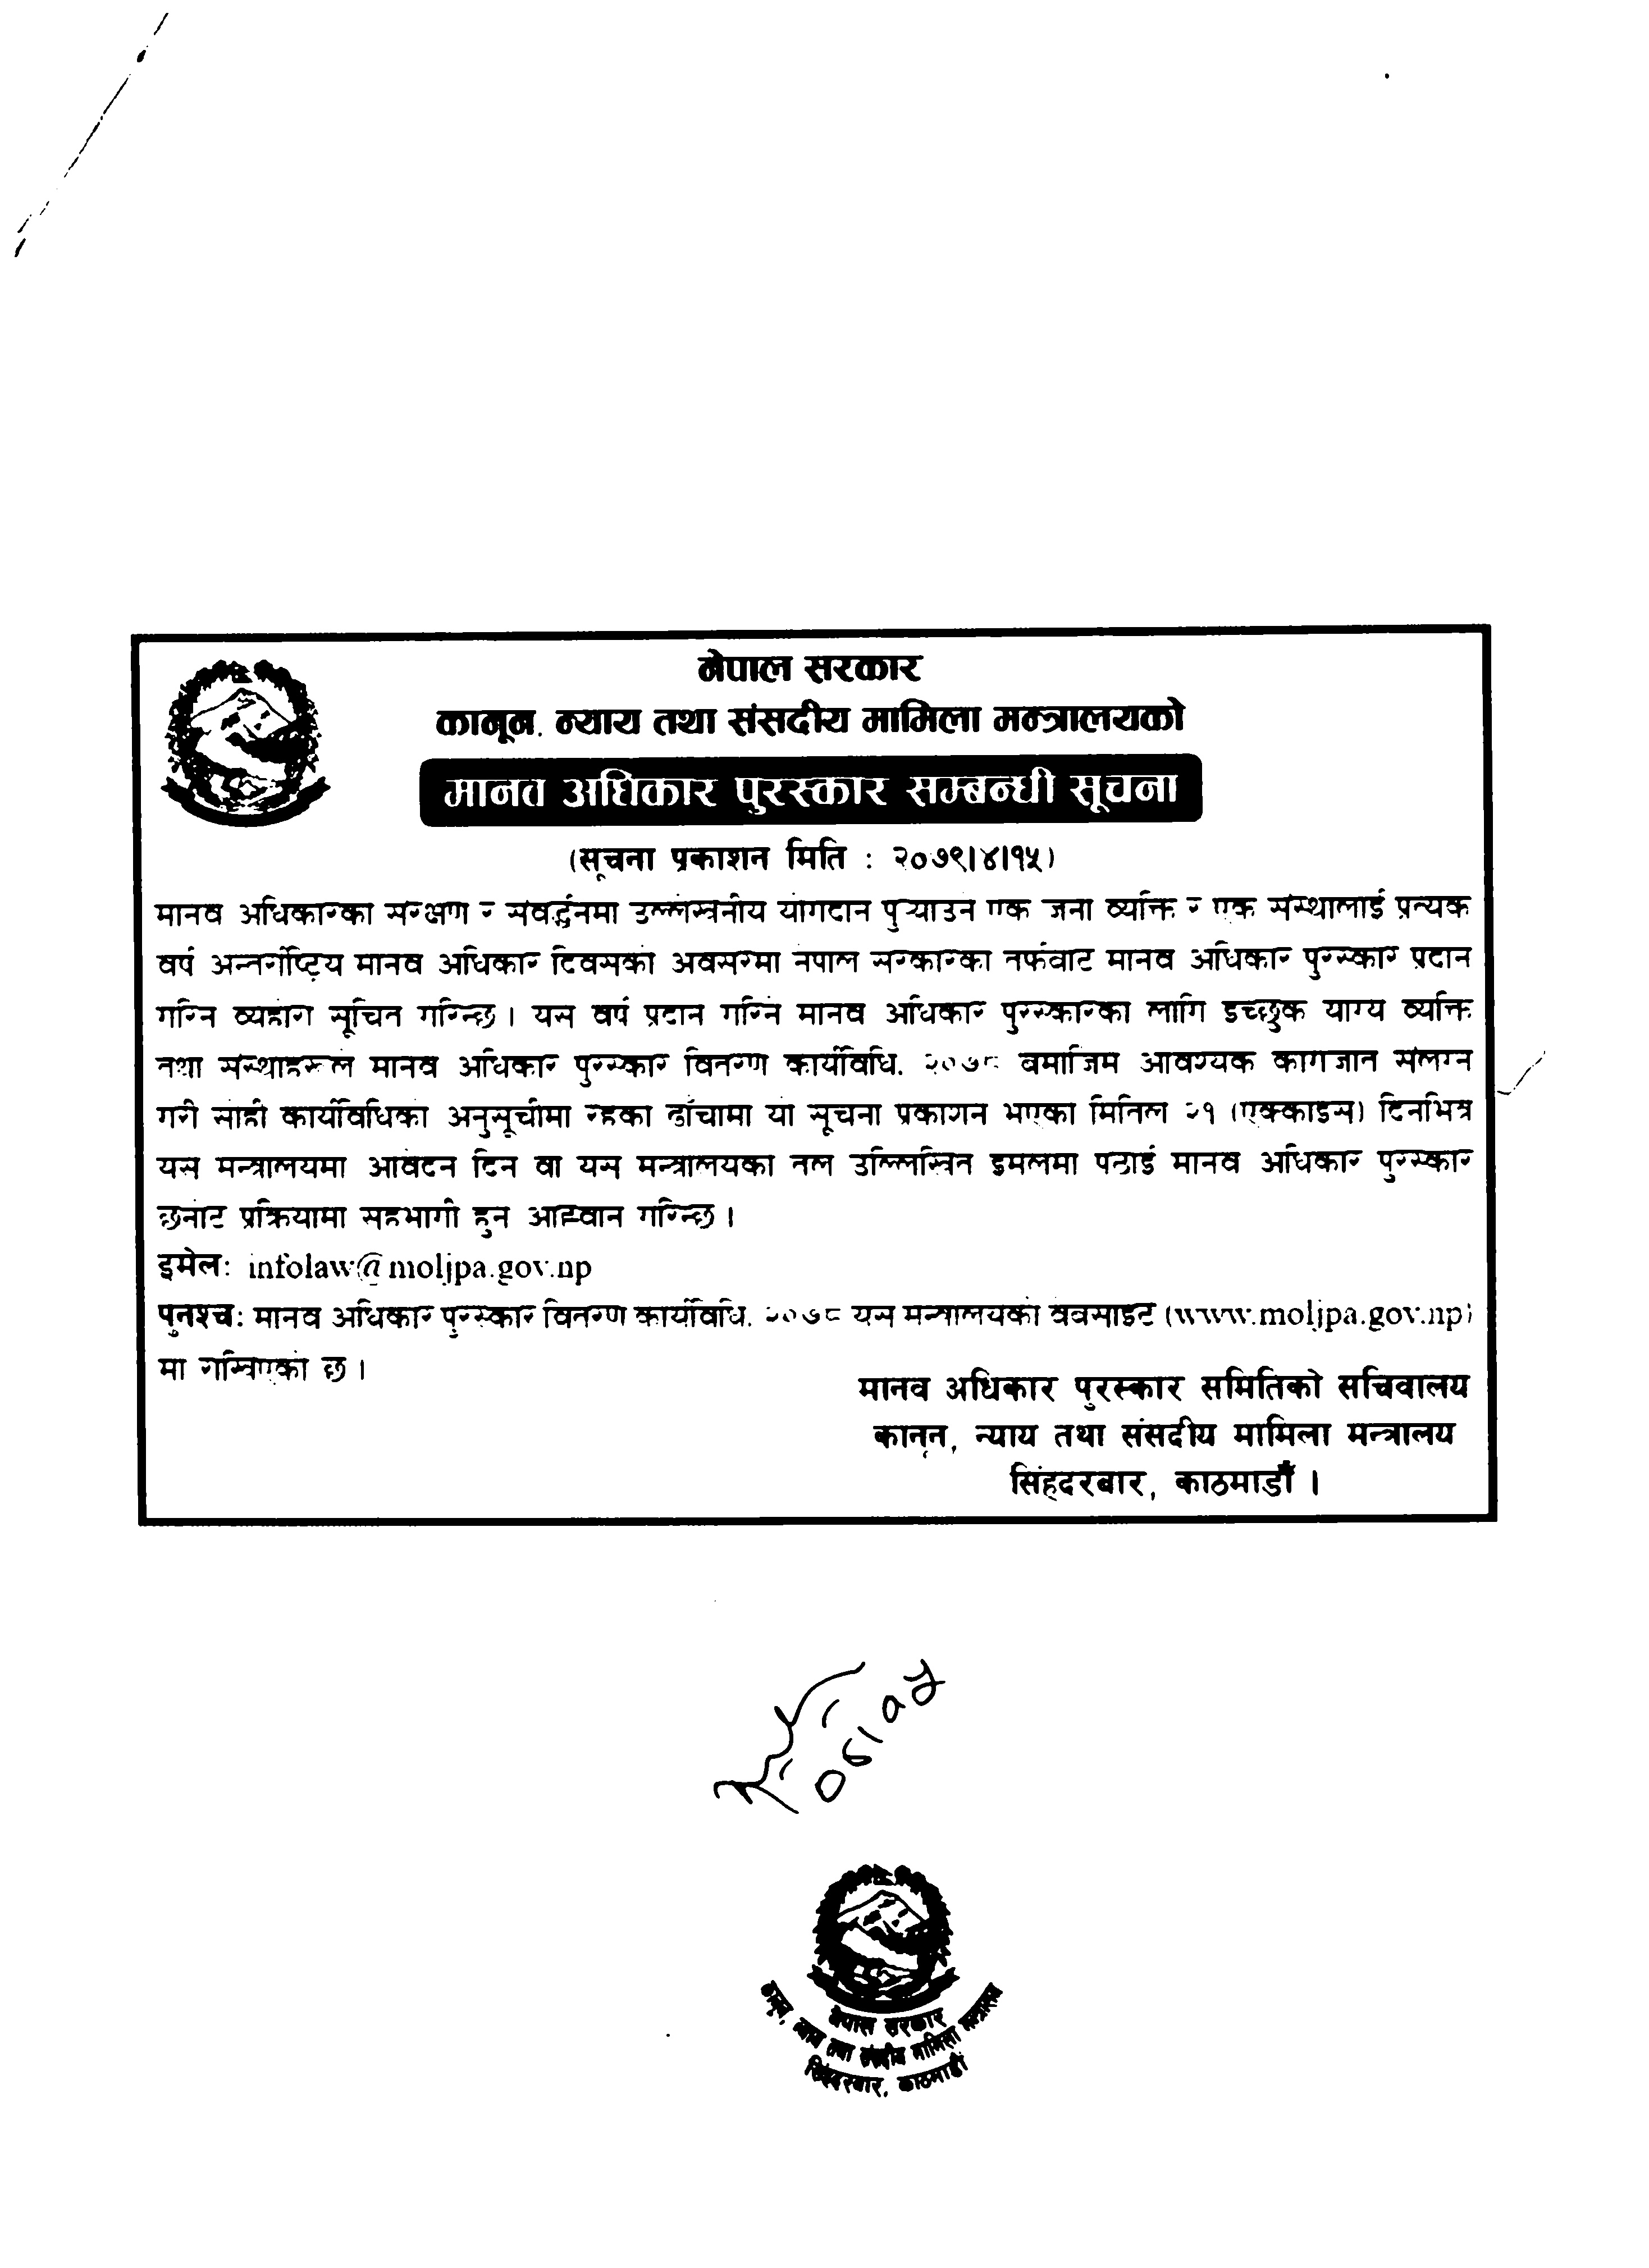 नेपाल सरकार
कानून, न्याय तथा संसदीय मामिला मन्त्रालयको
मानव अधिकार पुरस्कार सम्बन्धी सूचना
(सूचना प्रकाशन मिति : २०७९।४।१५)
मानव अधिकारको संरक्षण र संवर्द्धनमा उल्लेखनीय योगदान पुऱ्याउने एक जना व्यक्ति र एक संस्थालाई प्रत्येक
वर्ष अन्तर्राष्ट्रिय मानव अधिकार दिवसको अवसरमा नेपाल सरकारका तर्फबाट मानव अधिकार पुरस्कार प्रदान
गरिने व्यहोरा सूचित गरिन्छ। यस वर्ष प्रदान गरिने मानव अधिकार पुरस्कारका लागि इच्छुक योग्य व्यक्ति
तथा संस्थाहरूले मानव अधिकार पुरस्कार वितरण कार्यविधि, २०७८ बमोजिम आवश्यक कागजात संलग्न
गरी सोही कार्यविधिको अनुसूचीमा रहेको ढाँचामा यो सूचना प्रकाशन भएको मितिले २१ (एक्काइस) दिनभित्र
यस मन्त्रालयमा आवेदन दिन वा यस मन्त्रालयको तल उल्लिखित इमेलमा पठाई मानव अधिकार पुरस्कार
छनोट प्रक्रियामा सहभागी हुन आह्वान गरिन्छ।
इमेल: infolaw@moljpa.gov.np
पुनश्च: मानव अधिकार पुरस्कार वितरण कार्यविधि, २०७८ यस मन्त्रालयको वेवसाइट (www.moljpa.gov.np)
मा राखिएको छ।
मानव अधिकार पुरस्कार समितिको सचिवालय
कानून, न्याय तथा संसदीय मामिला मन्त्रालय
सिंहदरबार, काठमाडौँ ।
नेपाल सरकार
कानून, न्याय तथा संसदीय मामिला मन्त्रालय
सिंहदरबार, काठमाडौं